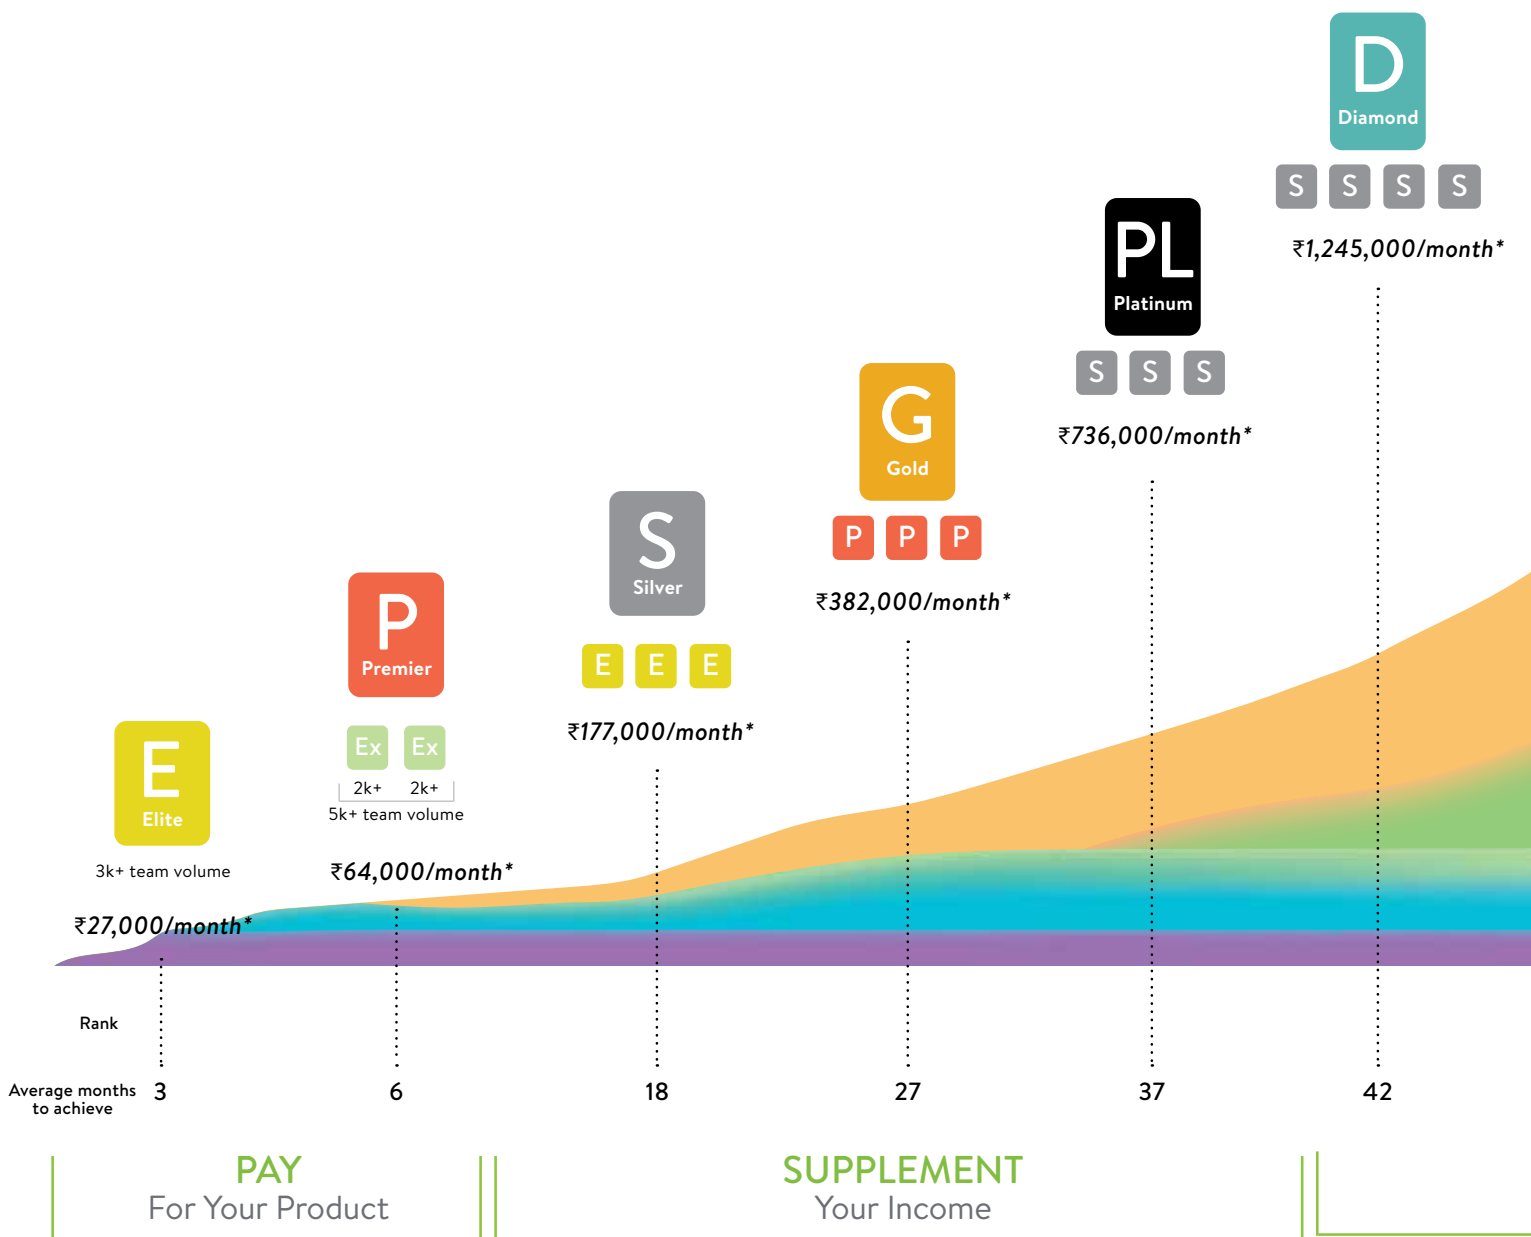 D
Diamond
S S S S
₹1,245,000/month*
PL
Platinum
S S S
₹736,000/month*
G
Gold
P P P
₹382,000/month*
S
Silver
E E E
₹177,000/month*
P
Premier
Ex Ex
2k+ 2k+
5k+ team volume
₹64,000/month*
E
Elite
3k+ team volume
₹27,000/month*
Rank
Average months
to achieve
3 6 18 27 37 42
PAY
For Your Product
SUPPLEMENT
Your Income